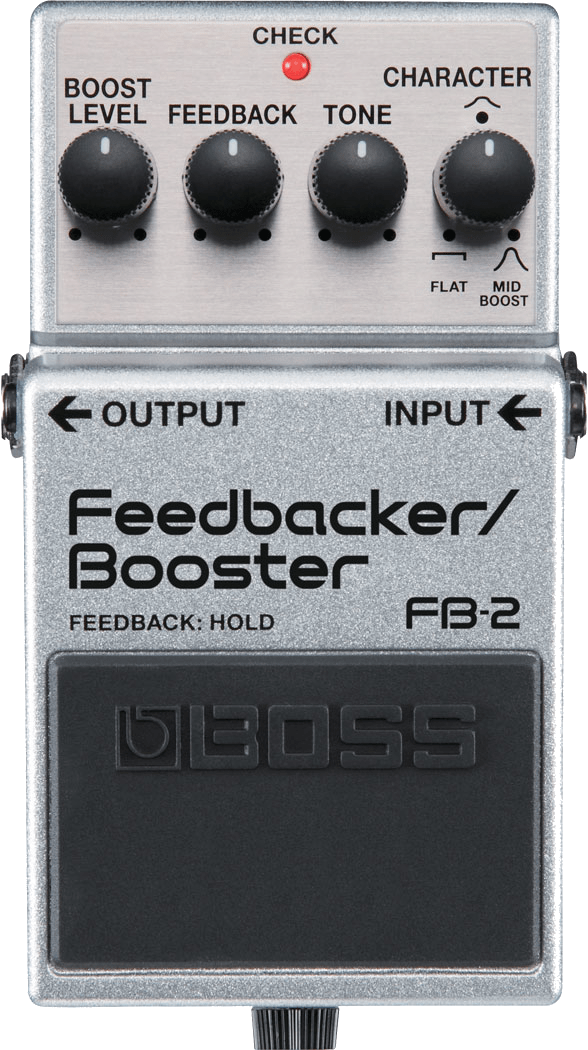 CHECK
BOOST
LEVEL
FEEDBACK
TONE
CHARACTER
FLAT
MID
BOOST
OUTPUT
INPUT
Feedbacker/
Booster
FEEDBACK: HOLD
FB-2
BOSS